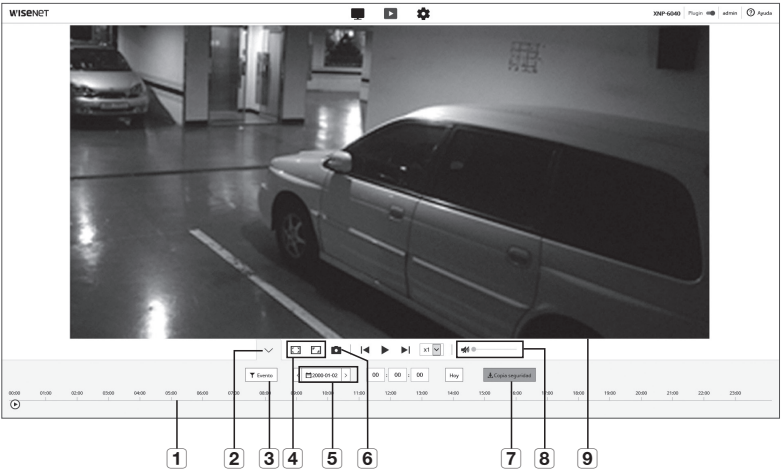 WISENET
XNP-6040 Plugin admin ? Ayuda
x1
Evento
< 2000-01-02 >
00 : 00 : 00
Hoy
Copia seguridad
00:00 01:00 02:00 03:00 04:00 05:00 06:00 07:00 08:00 09:00 10:00 11:00 12:00 13:00 14:00 15:00 16:00 17:00 18:00 19:00 20:00 21:00 22:00 23:00
1 2 3 4 5 6 7 8 9